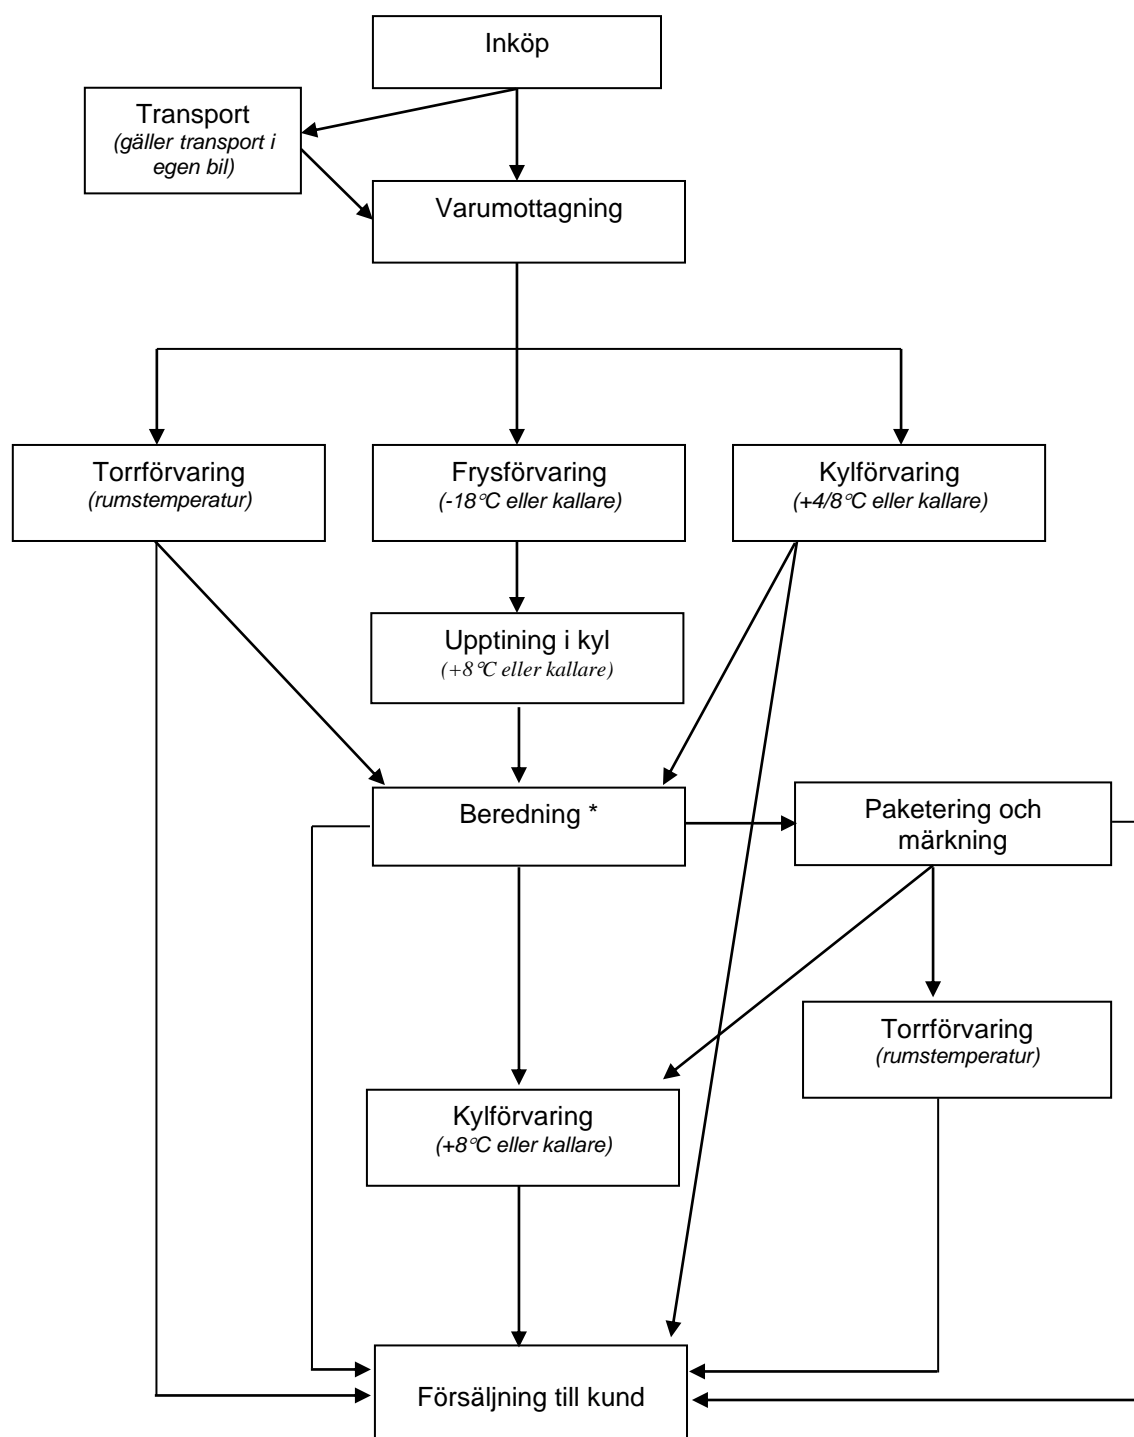 Inköp
Transport
(gäller transport i
egen bil)
Varumottagning
Torrförvaring
(rumstemperatur)
Frysförvaring
(-18°C eller kallare)
Kylförvaring
(+4/8°C eller kallare)
Upptining i kyl
(+8°C eller kallare)
Beredning *
Paketering och
märkning
Torrförvaring
(rumstemperatur)
Kylförvaring
(+8°C eller kallare)
Försäljning till kund